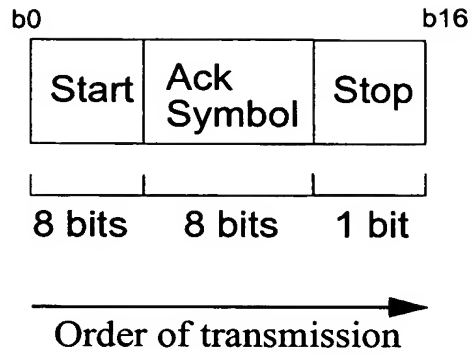 b0 b16
Start Ack Symbol Stop
8 bits 8 bits 1 bit
Order of transmission